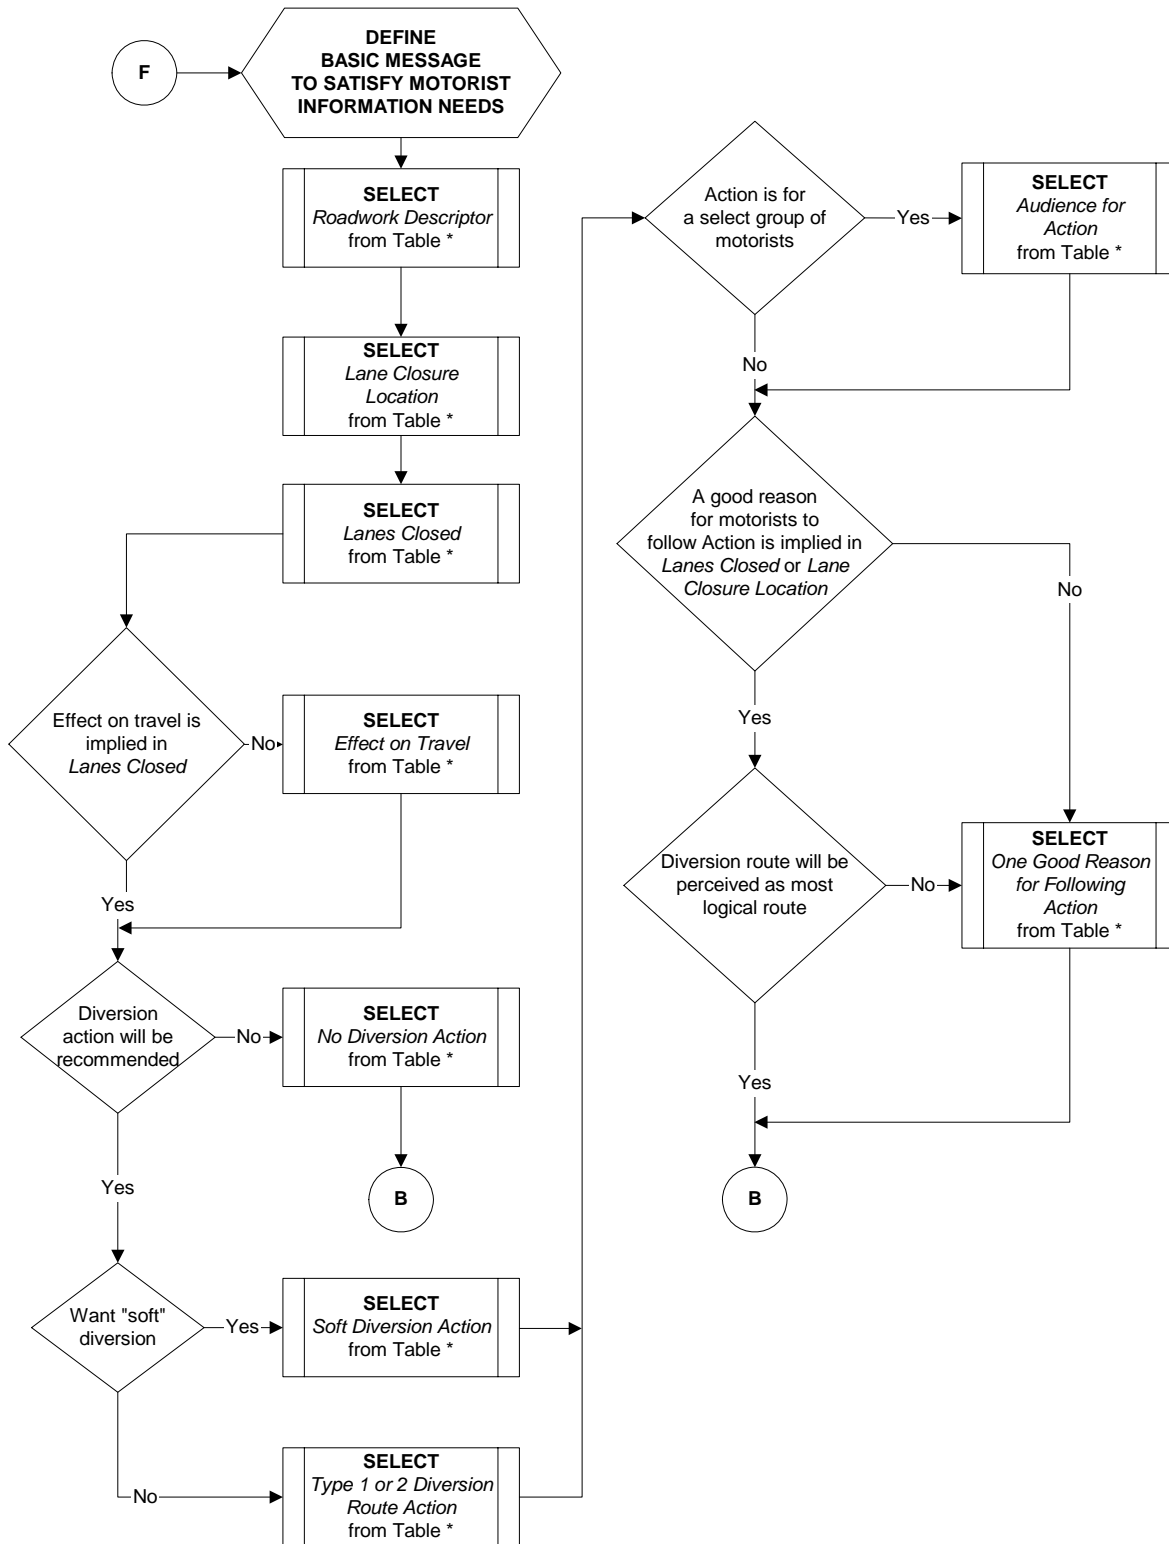 F
DEFINE
BASIC MESSAGE
TO SATISFY MOTORIST
INFORMATION NEEDS
SELECT
Roadwork Descriptor
from Table *
SELECT
Lane Closure
Location
from Table *
SELECT
Lanes Closed
from Table *
Effect on travel is
implied in
Lanes Closed
No
SELECT
Effect on Travel
from Table *
Yes
Diversion
action will be
recommended
No
SELECT
No Diversion Action
from Table *
Yes
B
Want "soft"
diversion
Yes
SELECT
Soft Diversion Action
from Table *
No
SELECT
Type 1 or 2 Diversion
Route Action
from Table *
Action is for
a select group of
motorists
Yes
SELECT
Audience for
Action
from Table *
No
A good reason
for motorists to
follow Action is implied in
Lanes Closed or Lane
Closure Location
No
Yes
Diversion route will be
perceived as most
logical route
No
SELECT
One Good Reason
for Following
Action
from Table *
Yes
B